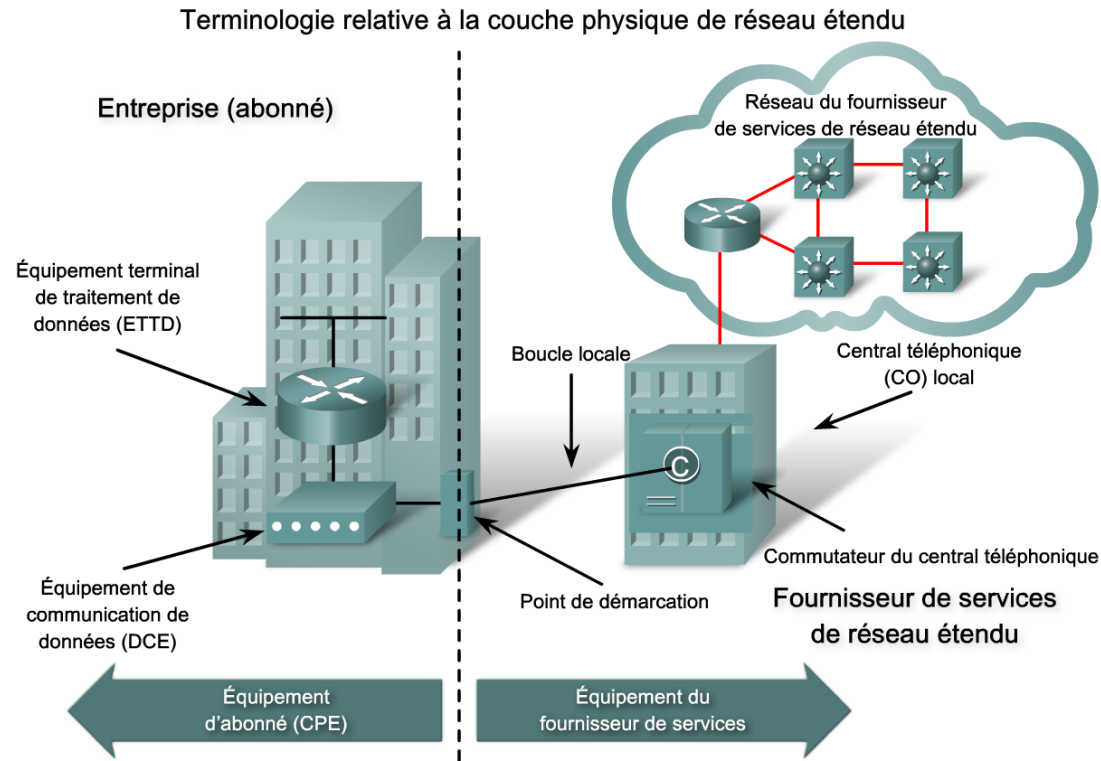 Terminologie relative à la couche physique de réseau étendu
Entreprise (abonné)
Réseau du fournisseur
de services de réseau étendu
Équipement terminal
de traitement de
données (ETTD)
Boucle locale
Central téléphonique
(CO) local
C
Commutateur du central téléphonique
Équipement de
communication de
données (DCE)
Point de démarcation
Fournisseur de services
de réseau étendu
Équipement
d'abonné (CPE)
Équipement du
fournisseur de services